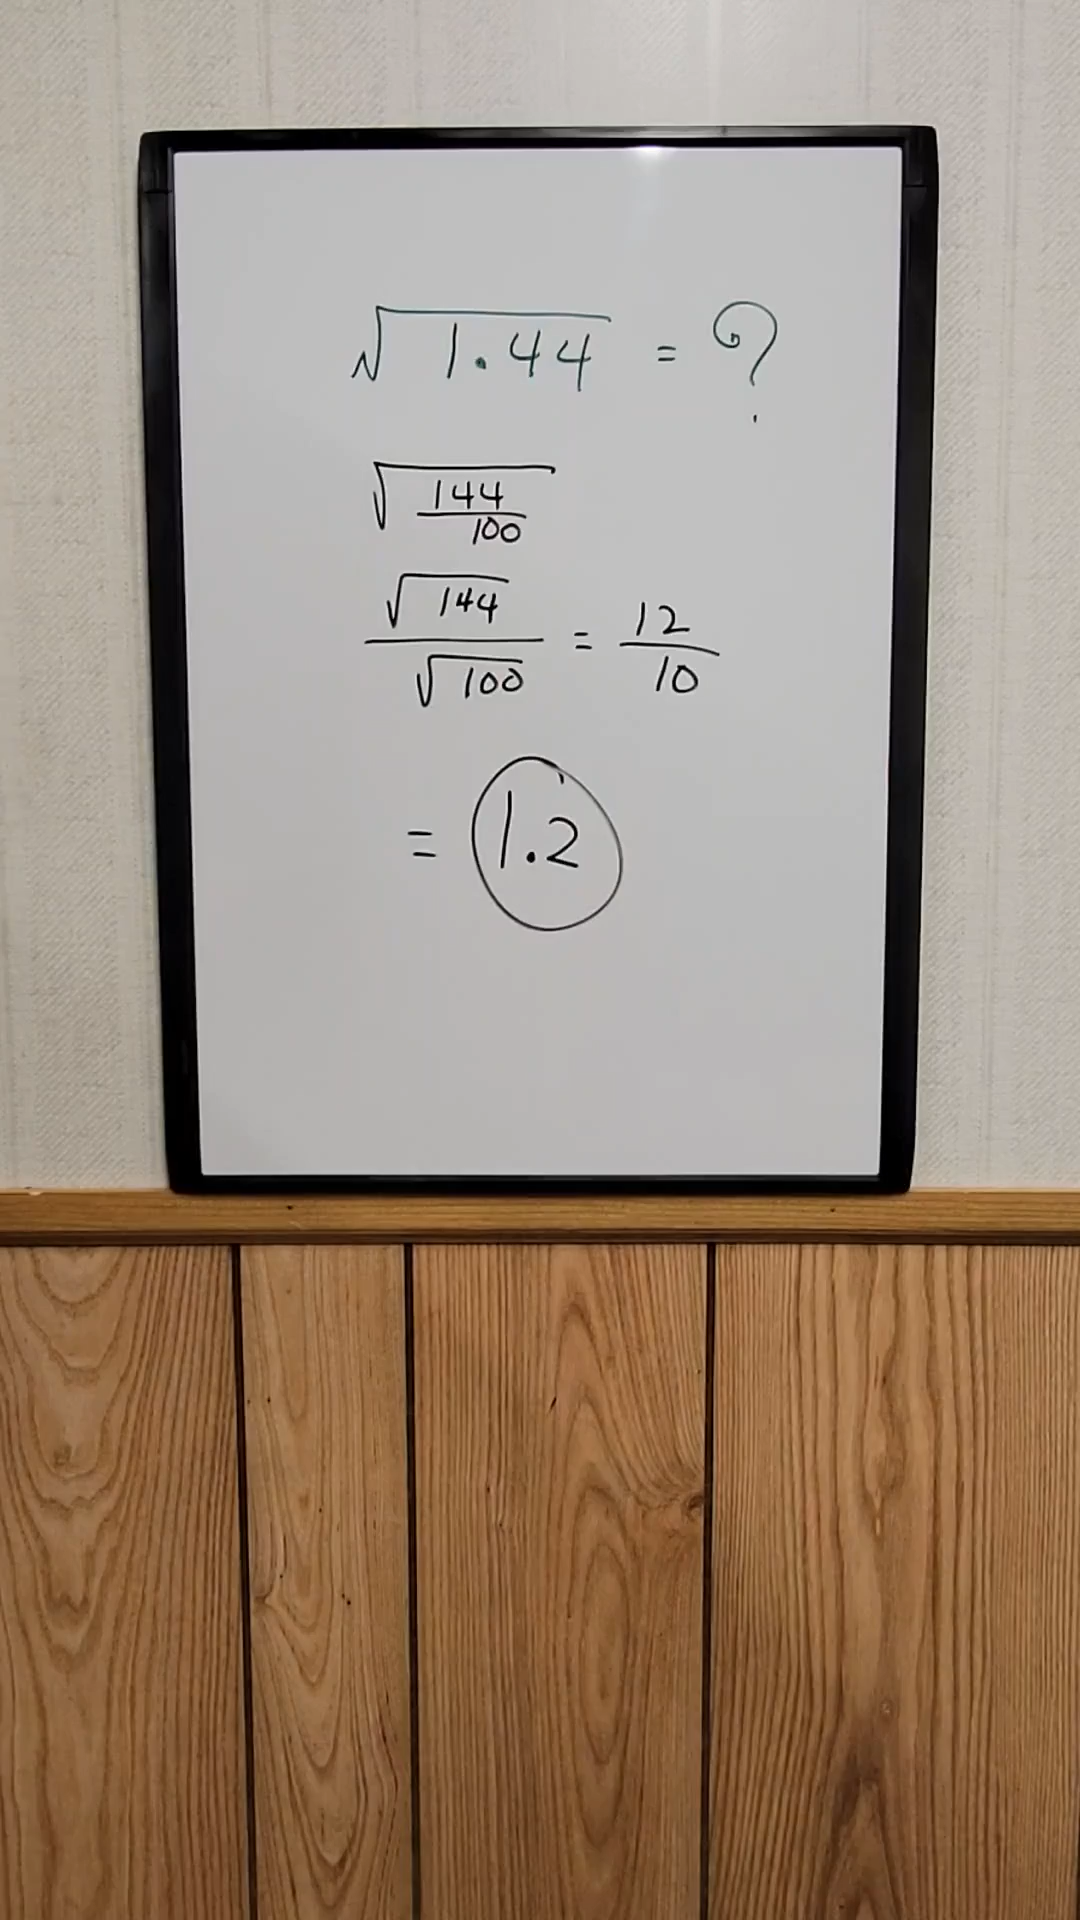 √1.44 = ?
√(144/100)
√144/√100 = 12/10
= 1.2